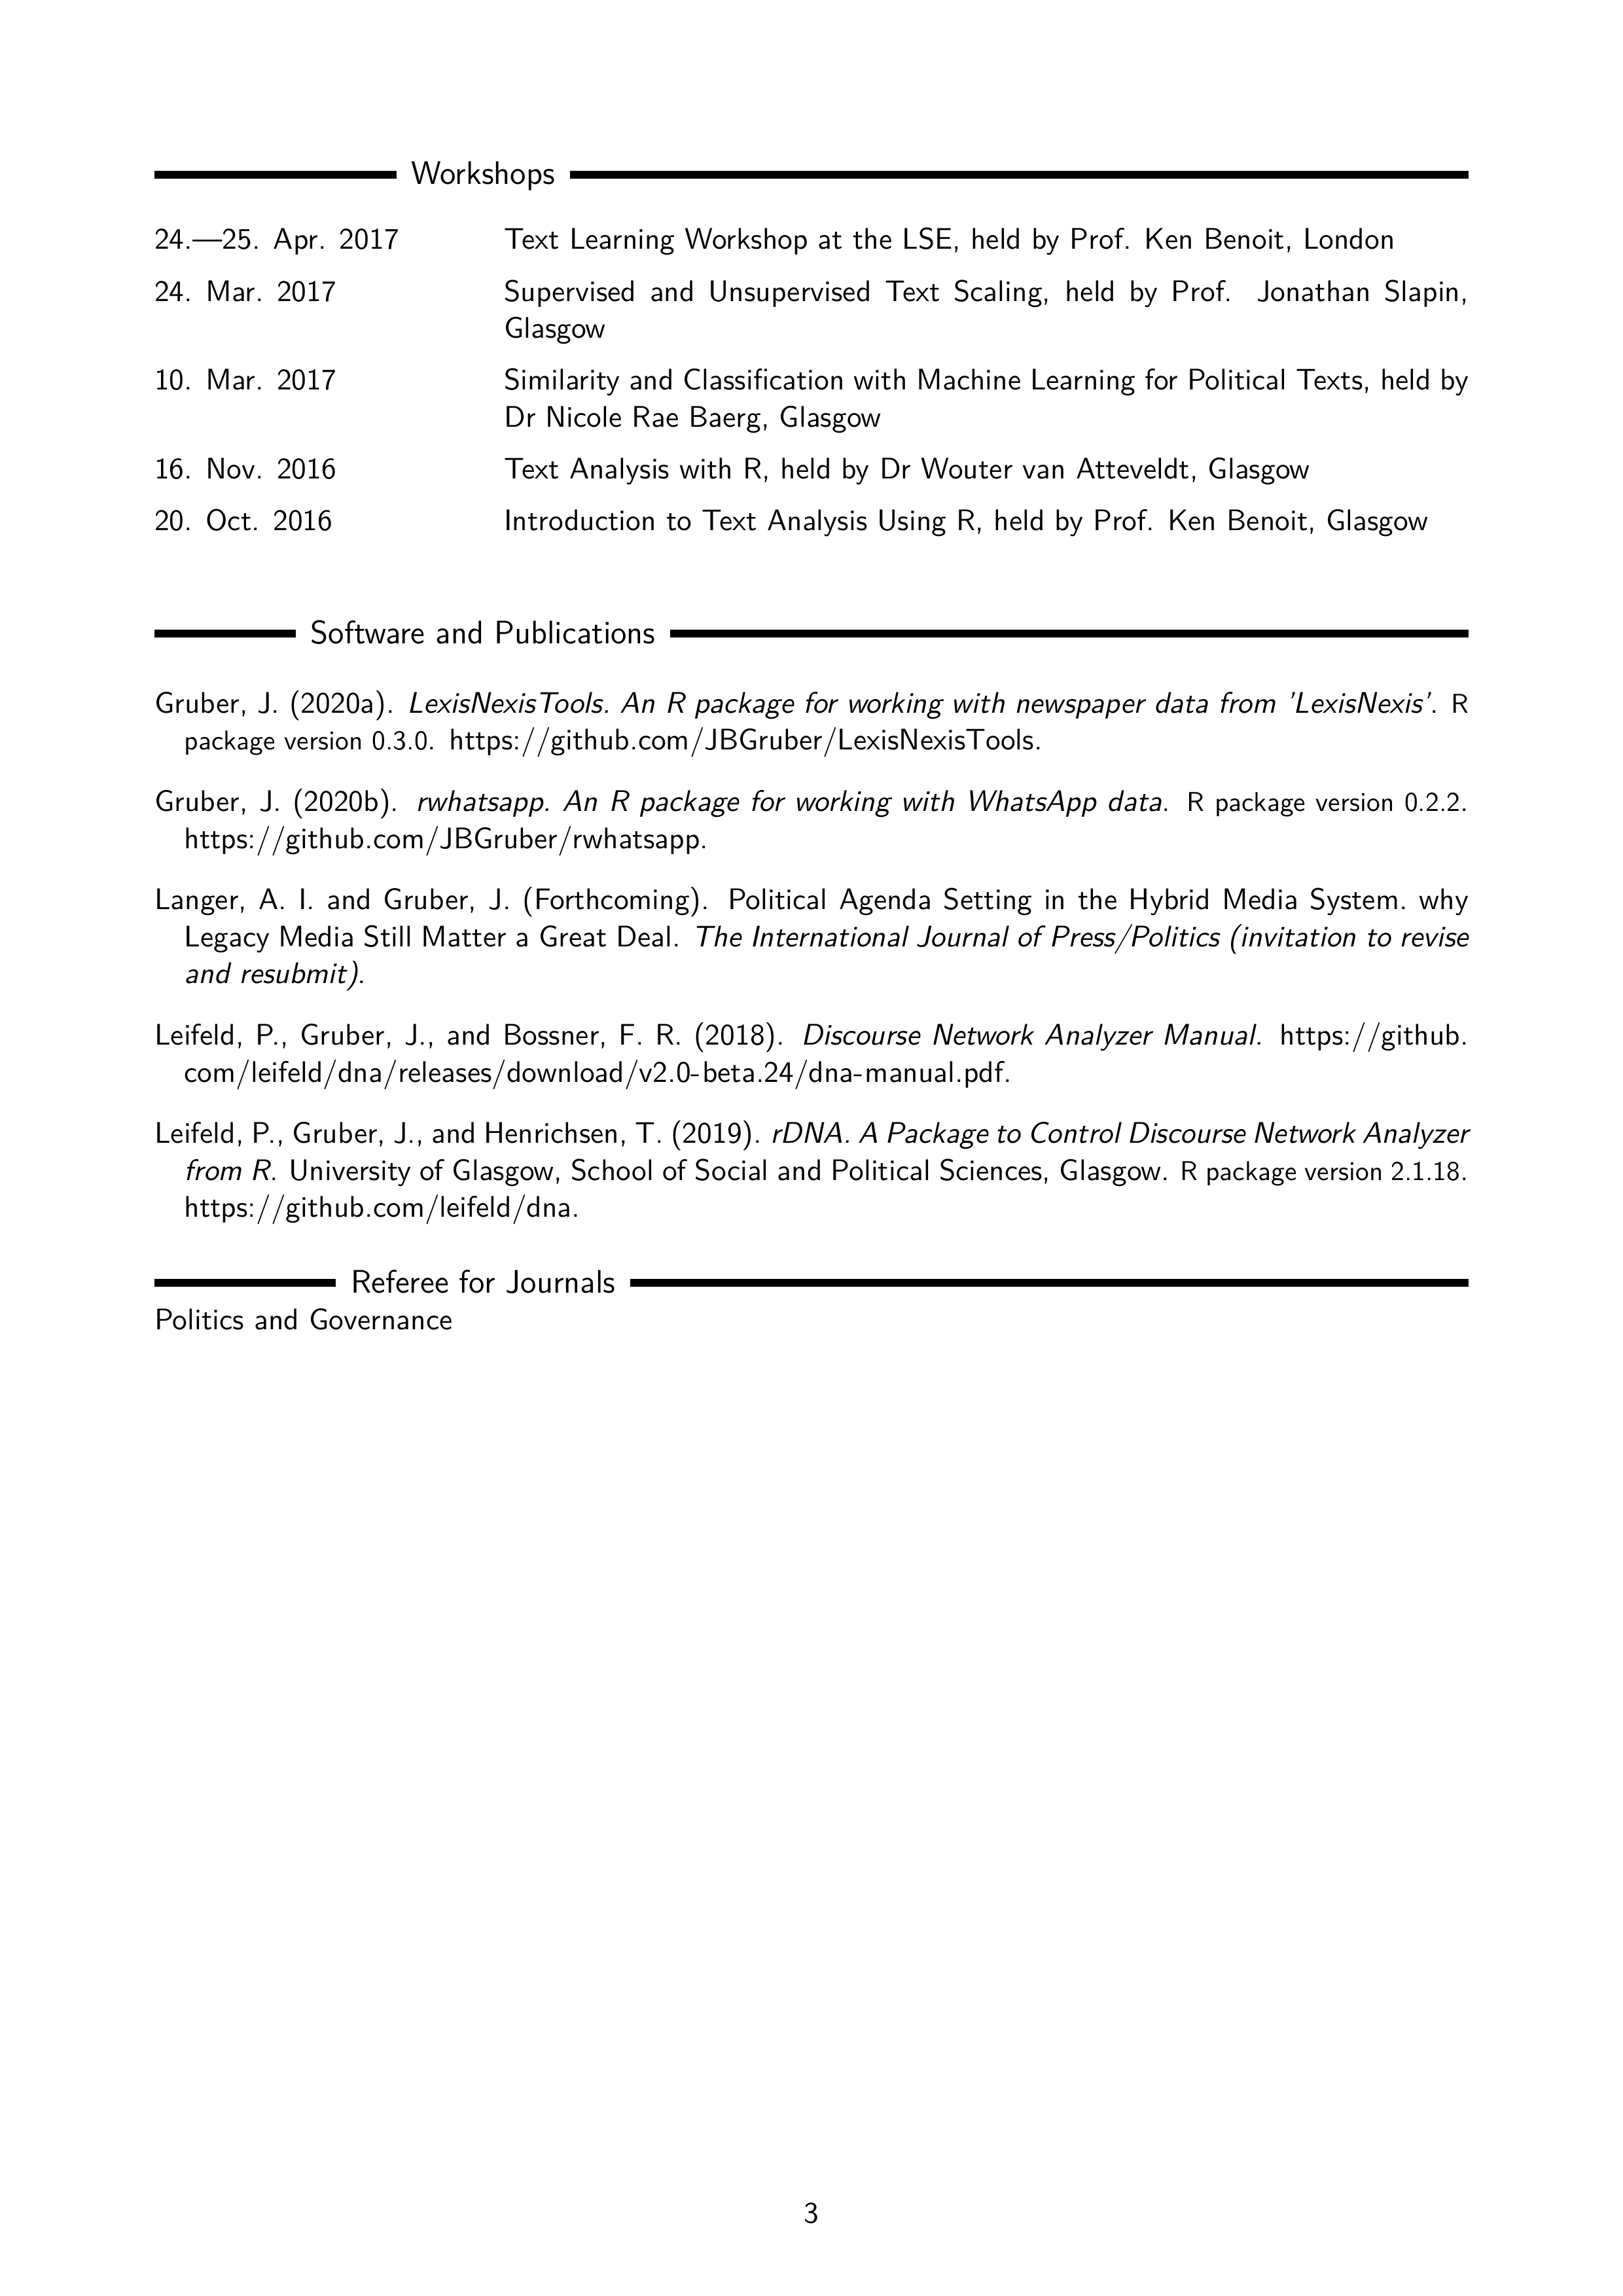 Workshops
24.—25. Apr. 2017 Text Learning Workshop at the LSE, held by Prof. Ken Benoit, London
24. Mar. 2017 Supervised and Unsupervised Text Scaling, held by Prof. Jonathan Slapin,
Glasgow
10. Mar. 2017 Similarity and Classification with Machine Learning for Political Texts, held by
Dr Nicole Rae Baerg, Glasgow
16. Nov. 2016 Text Analysis with R, held by Dr Wouter van Atteveldt, Glasgow
20. Oct. 2016 Introduction to Text Analysis Using R, held by Prof. Ken Benoit, Glasgow
Software and Publications
Gruber, J. (2020a). LexisNexisTools. An R package for working with newspaper data from 'LexisNexis'. R
package version 0.3.0. https://github.com/JBGruber/LexisNexisTools.
Gruber, J. (2020b). rwhatsapp. An R package for working with WhatsApp data. R package version 0.2.2.
https://github.com/JBGruber/rwhatsapp.
Langer, A. I. and Gruber, J. (Forthcoming). Political Agenda Setting in the Hybrid Media System. why
Legacy Media Still Matter a Great Deal. The International Journal of Press/Politics (invitation to revise
and resubmit).
Leifeld, P., Gruber, J., and Bossner, F. R. (2018). Discourse Network Analyzer Manual. https://github.
com/leifeld/dna/releases/download/v2.0-beta.24/dna-manual.pdf.
Leifeld, P., Gruber, J., and Henrichsen, T. (2019). rDNA. A Package to Control Discourse Network Analyzer
from R. University of Glasgow, School of Social and Political Sciences, Glasgow. R package version 2.1.18.
https://github.com/leifeld/dna.
Referee for Journals
Politics and Governance
3